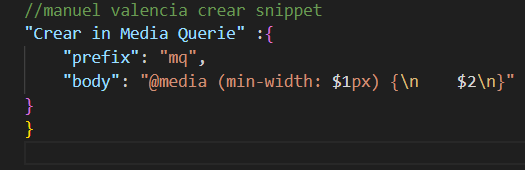 //manuel valencia crear snippet
"Crear in Media Querie" :{
    "prefix": "mq",
    "body": "@media (min-width: $1px) {\n    $2\n}"
}
}